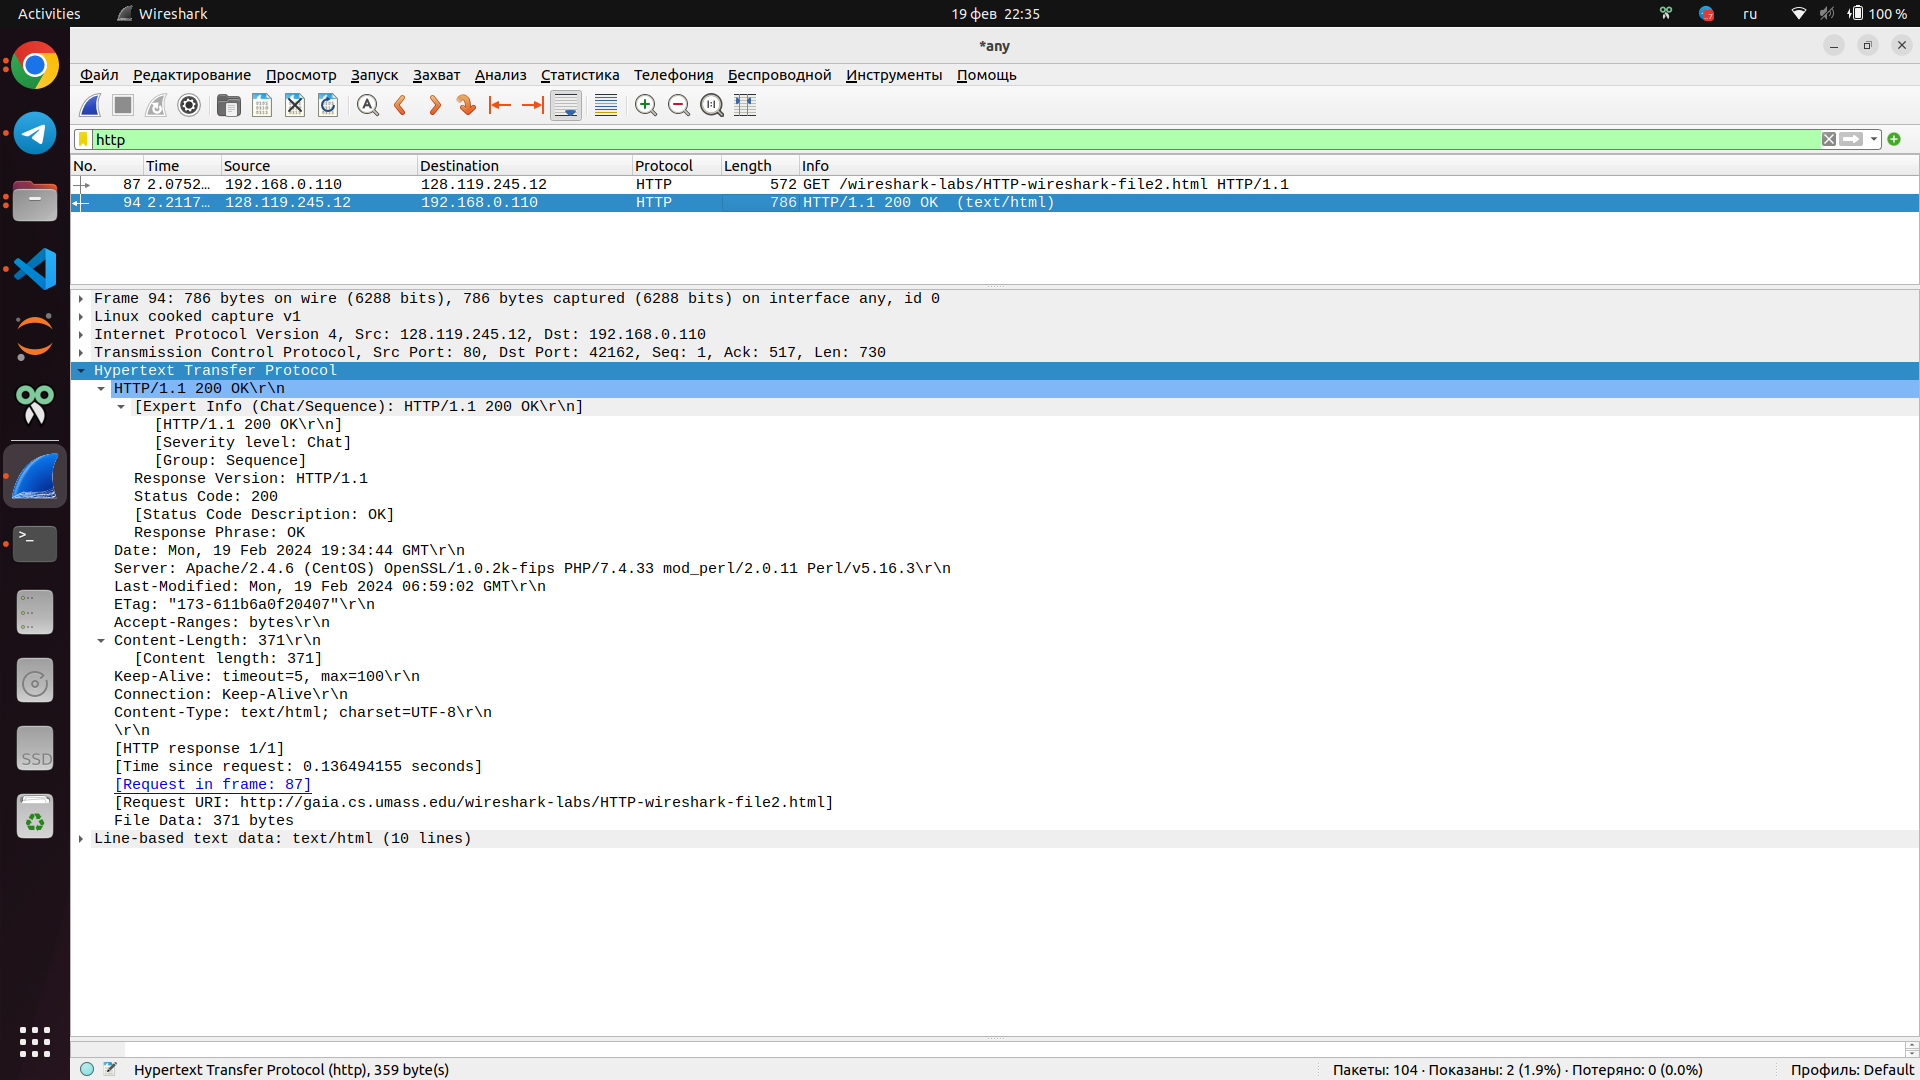 Activities Wireshark 19 фев 22:35 ru 100 %
*any
Файл Редактирование Просмотр Запуск Захват Анализ Статистика Телефония Беспроводной Инструменты Помощь
http
No. Time Source Destination Protocol Length Info
87 2.0752… 192.168.0.110 128.119.245.12 HTTP 572 GET /wireshark-labs/HTTP-wireshark-file2.html HTTP/1.1
94 2.2117… 128.119.245.12 192.168.0.110 HTTP 786 HTTP/1.1 200 OK  (text/html)
Frame 94: 786 bytes on wire (6288 bits), 786 bytes captured (6288 bits) on interface any, id 0
Linux cooked capture v1
Internet Protocol Version 4, Src: 128.119.245.12, Dst: 192.168.0.110
Transmission Control Protocol, Src Port: 80, Dst Port: 42162, Seq: 1, Ack: 517, Len: 730
Hypertext Transfer Protocol
HTTP/1.1 200 OK\r\n
[Expert Info (Chat/Sequence): HTTP/1.1 200 OK\r\n]
[HTTP/1.1 200 OK\r\n]
[Severity level: Chat]
[Group: Sequence]
Response Version: HTTP/1.1
Status Code: 200
[Status Code Description: OK]
Response Phrase: OK
Date: Mon, 19 Feb 2024 19:34:44 GMT\r\n
Server: Apache/2.4.6 (CentOS) OpenSSL/1.0.2k-fips PHP/7.4.33 mod_perl/2.0.11 Perl/v5.16.3\r\n
Last-Modified: Mon, 19 Feb 2024 06:59:02 GMT\r\n
ETag: "173-611b6a0f20407"\r\n
Accept-Ranges: bytes\r\n
Content-Length: 371\r\n
[Content length: 371]
Keep-Alive: timeout=5, max=100\r\n
Connection: Keep-Alive\r\n
Content-Type: text/html; charset=UTF-8\r\n
\r\n
[HTTP response 1/1]
[Time since request: 0.136494155 seconds]
[Request in frame: 87]
[Request URI: http://gaia.cs.umass.edu/wireshark-labs/HTTP-wireshark-file2.html]
File Data: 371 bytes
Line-based text data: text/html (10 lines)
SSD
Hypertext Transfer Protocol (http), 359 byte(s) Пакеты: 104 · Показаны: 2 (1.9%) · Потеряно: 0 (0.0%) Профиль: Default